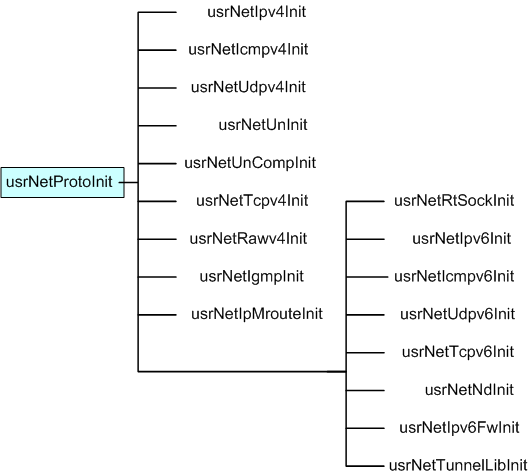 usrNetIpv4Init
usrNetIcmpv4Init
usrNetUdpv4Init
usrNetUnInit
usrNetUnCompInit
usrNetProtoInit
usrNetTcpv4Init
usrNetRawv4Init
usrNetIgmpInit
usrNetIpMrouteInit
usrNetRtSockInit
usrNetIpv6Init
usrNetIcmpv6Init
usrNetUdpv6Init
usrNetTcpv6Init
usrNetNdInit
usrNetIpv6FwInit
usrNetTunnelLibInit